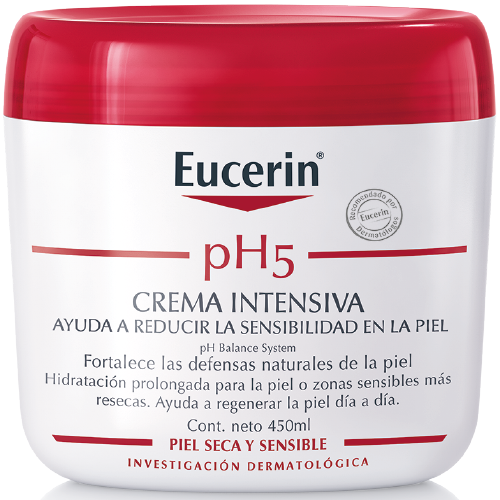 Eucerin®
Recomendado por
Eucerin
Dermatólogos
pH5
CREMA INTENSIVA
AYUDA A REDUCIR LA SENSIBILIDAD EN LA PIEL
pH Balance System
Fortalece las defensas naturales de la piel
Hidratación prolongada para la piel o zonas sensibles más
resecas. Ayuda a regenerar la piel día a día.
Cont. neto 450ml
PIEL SECA Y SENSIBLE
INVESTIGACIÓN DERMATOLÓGICA